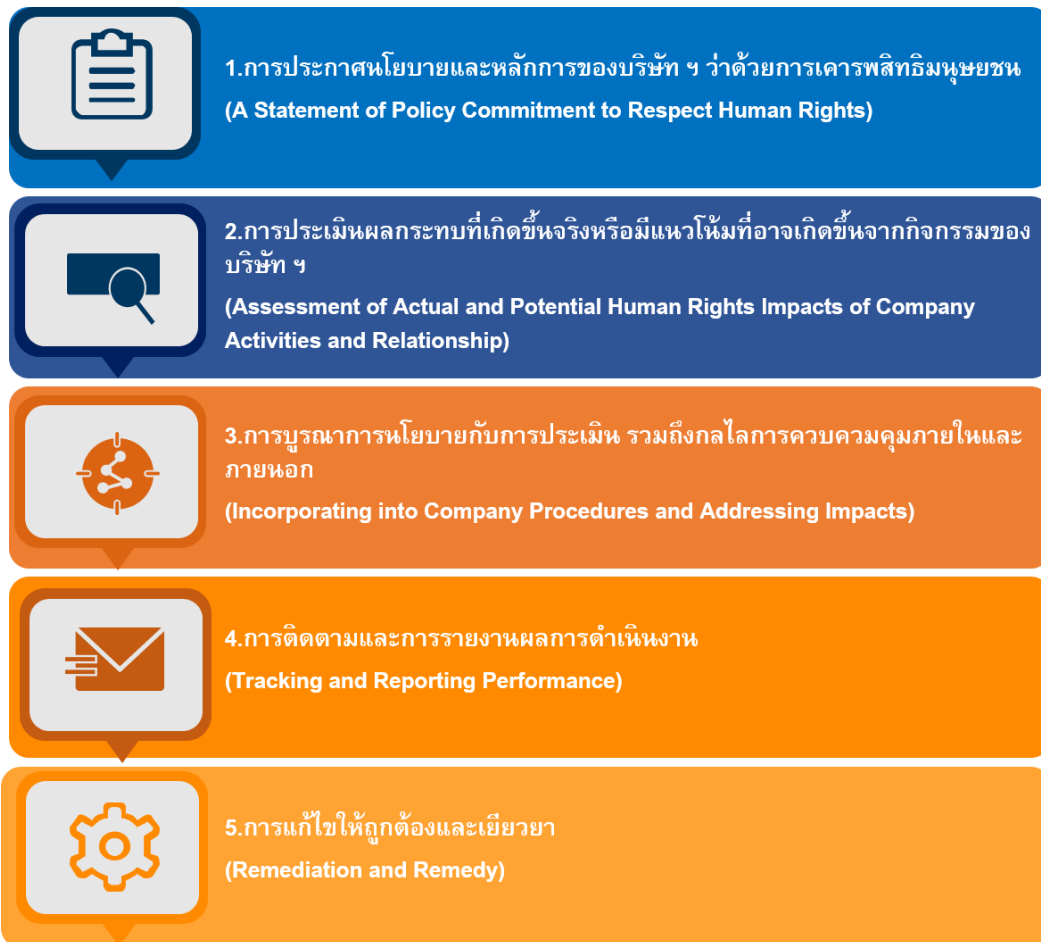 1.การประกาศนโยบายและหลักการของบริษัท ฯ ว่าด้วยการเคารพสิทธิมนุษยชน
(A Statement of Policy Commitment to Respect Human Rights)
2.การประเมินผลกระทบที่เกิดขึ้นจริงหรือมีแนวโน้มที่อาจเกิดขึ้นจากกิจกรรมของ
บริษัท ฯ
(Assessment of Actual and Potential Human Rights Impacts of Company
Activities and Relationship)
3.การบูรณาการนโยบายกับการประเมิน รวมถึงกลไลการควบควมคุมภายในและ
ภายนอก
(Incorporating into Company Procedures and Addressing Impacts)
4.การติดตามและการรายงานผลการดำเนินงาน
(Tracking and Reporting Performance)
5.การแก้ไขให้ถูกต้องและเยียวยา
(Remediation and Remedy)